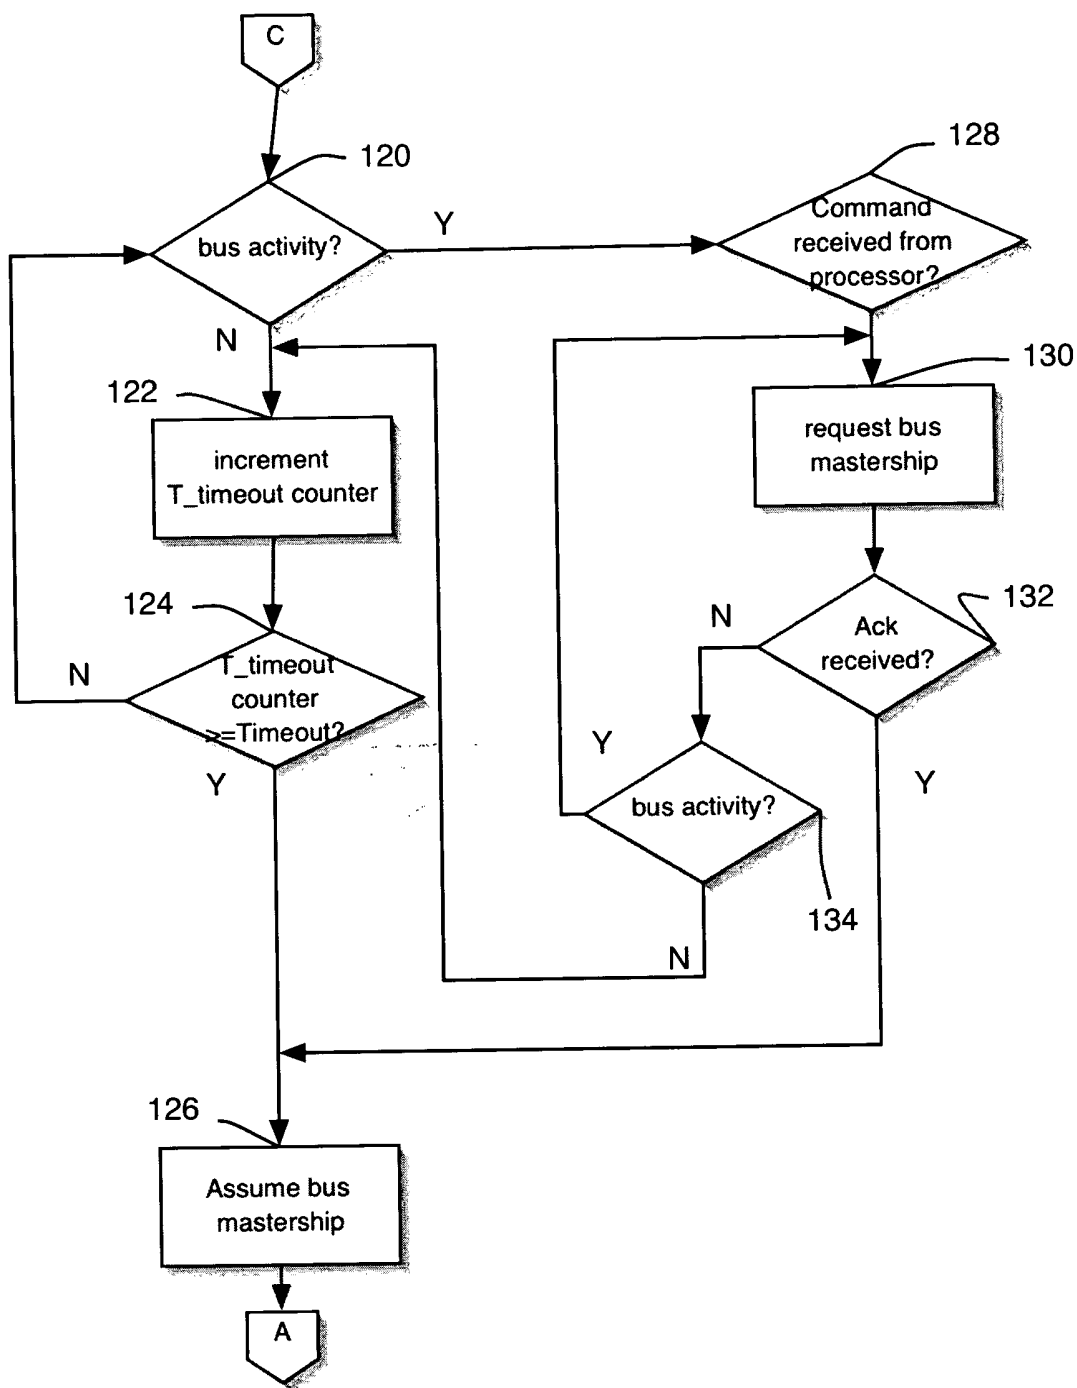 C
120
128
bus activity?
Y
Command
received from
processor?
N
130
122
increment
T_timeout counter
request bus
mastership
124
132
N
Ack
received?
N
T_timeout
counter
>=Timeout?
Y
Y
Y
bus activity?
134
N
126
Assume bus
mastership
A